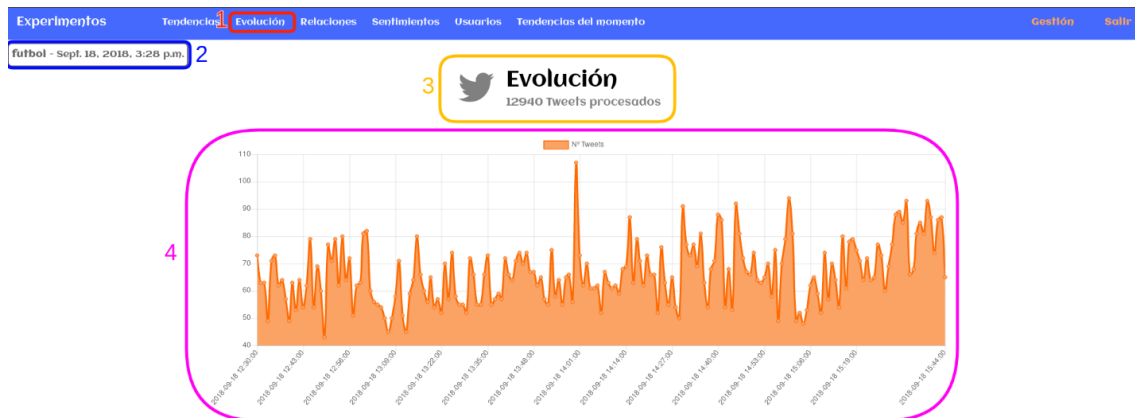 Experimentos Tendencias 1 Evolución Relaciones Sentimientos Usuarios Tendencias del momento Gestión Salir
futbol - Sept. 18, 2018, 3:28 p.m. 2
3 Evolución
12940 Tweets procesados
Nº Tweets
110
100
90
80
70
4
60
50
40
2018-09-18 12:30:00 2018-09-18 12:43:00 2018-09-18 12:56:00 2018-09-18 13:09:00 2018-09-18 13:22:00 2018-09-18 13:35:00 2018-09-18 13:48:00 2018-09-18 14:01:00 2018-09-18 14:14:00 2018-09-18 14:27:00 2018-09-18 14:40:00 2018-09-18 14:53:00 2018-09-18 15:06:00 2018-09-18 15:19:00 2018-09-18 15:44:00